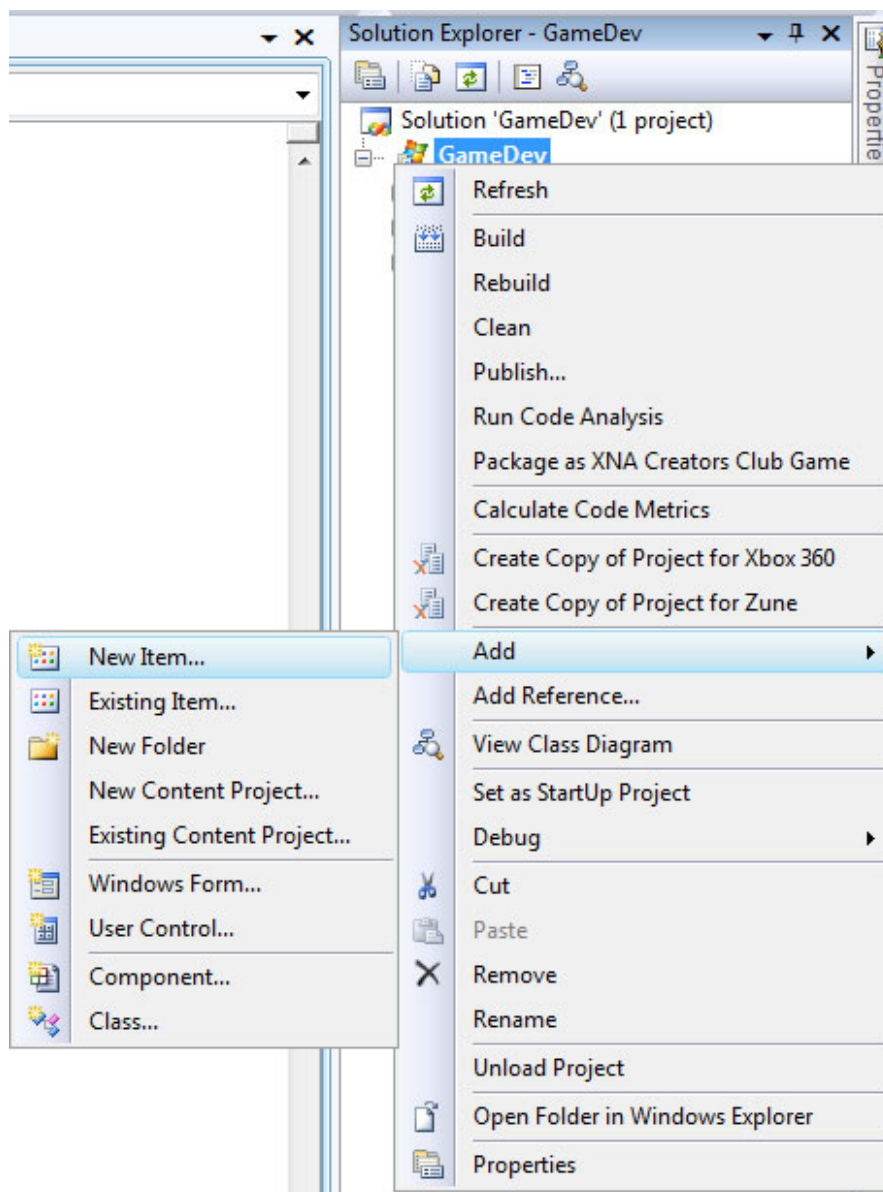 Solution Explorer - GameDev
Propertie
Solution 'GameDev' (1 project)
GameDev
Refresh
Build
Rebuild
Clean
Publish...
Run Code Analysis
Package as XNA Creators Club Game
Calculate Code Metrics
Create Copy of Project for Xbox 360
Create Copy of Project for Zune
Add
Add Reference...
View Class Diagram
Set as StartUp Project
Debug
Cut
Paste
Remove
Rename
Unload Project
Open Folder in Windows Explorer
Properties
New Item...
Existing Item...
New Folder
New Content Project...
Existing Content Project...
Windows Form...
User Control...
Component...
Class...